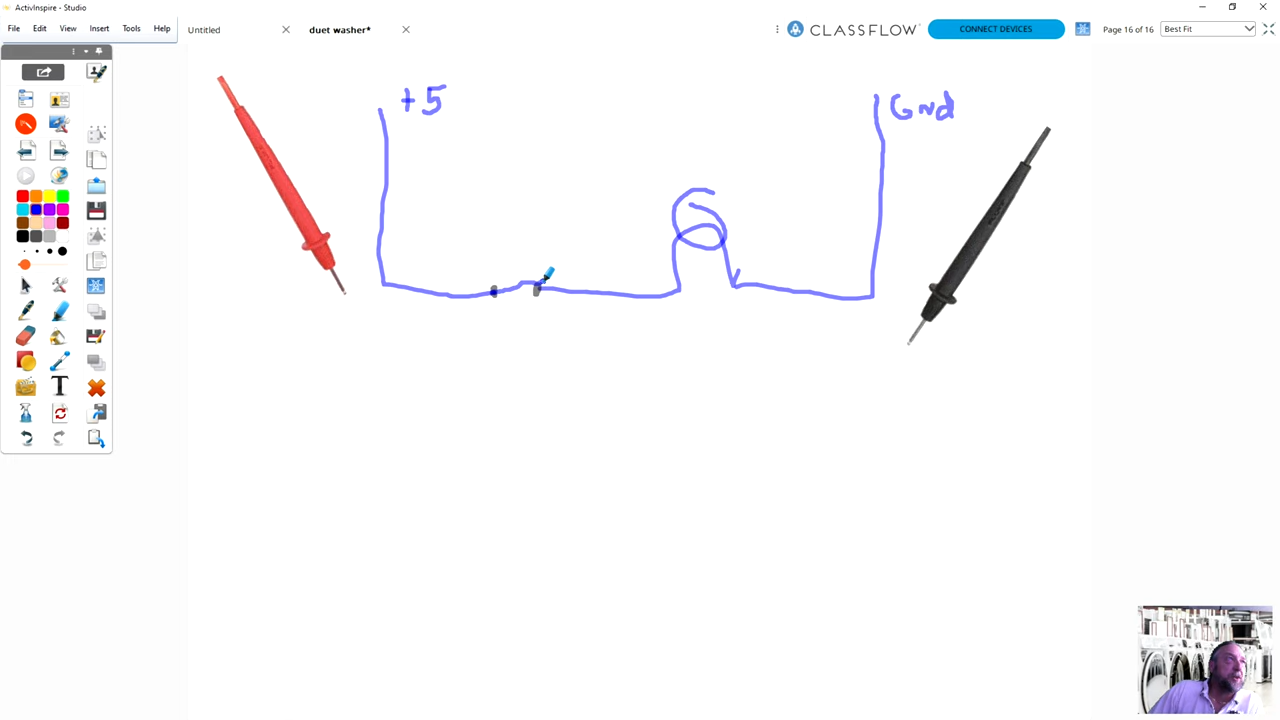 ActivInspire - Studio
File Edit View Insert Tools Help
Untitled
duet washer*
CLASSFLOW
CONNECT DEVICES
Page 16 of 16
Best Fit
+5
Gnd
T